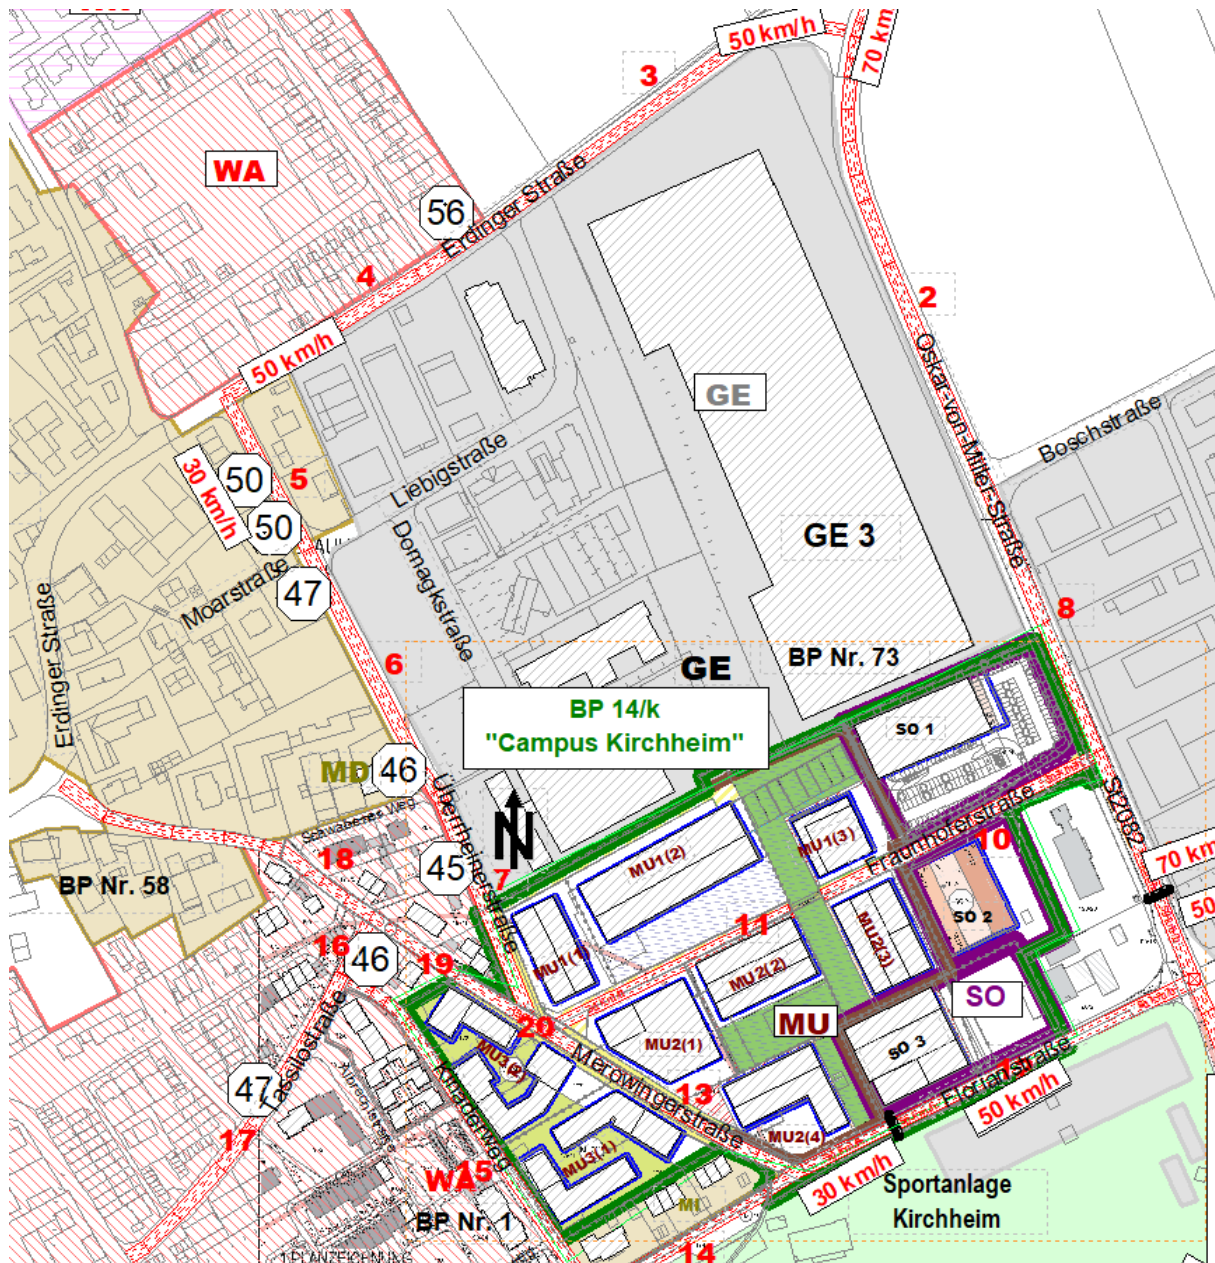 50 km/h
70 km
3
WA
56
Erdinger Straße
4
2
50 km/h
GE
Oskar-von-Miller-Straße
Boschstraße
5
50
30 km/h
50
Liebigstraße
Domagkstraße
GE 3
47
Moarstraße
Erdinger Straße
8
6
GE
BP Nr. 73
BP 14/k
"Campus Kirchheim"
SO 1
MD
46
Überrheinerstraße
St2082
N
18
45
7
MU1(2)
MU1(3)
Fraunhoferstraße
10
70 km
50
BP Nr. 58
SO 2
11
16
46
19
MU1(1)
MU2(2)
MU2(3)
SO
20
MU
MU2(1)
SO 3
Merowingerstraße
13
Florianstraße
50 km/h
47
Tassilostraße
17
Kiradenweg
MU3(1)
MU2(4)
15
WA
BP Nr. 1
MI
30 km/h
Sportanlage
Kirchheim
14
PLANZEICHNUNG